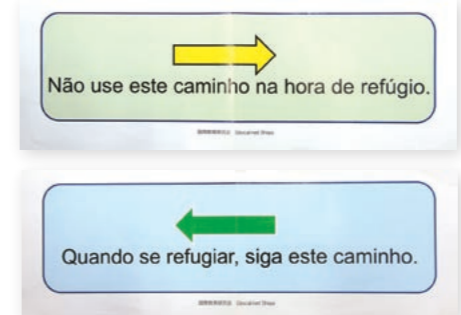 Não use este caminho na hora de refúgio.
Quando se refugiar, siga este caminho.